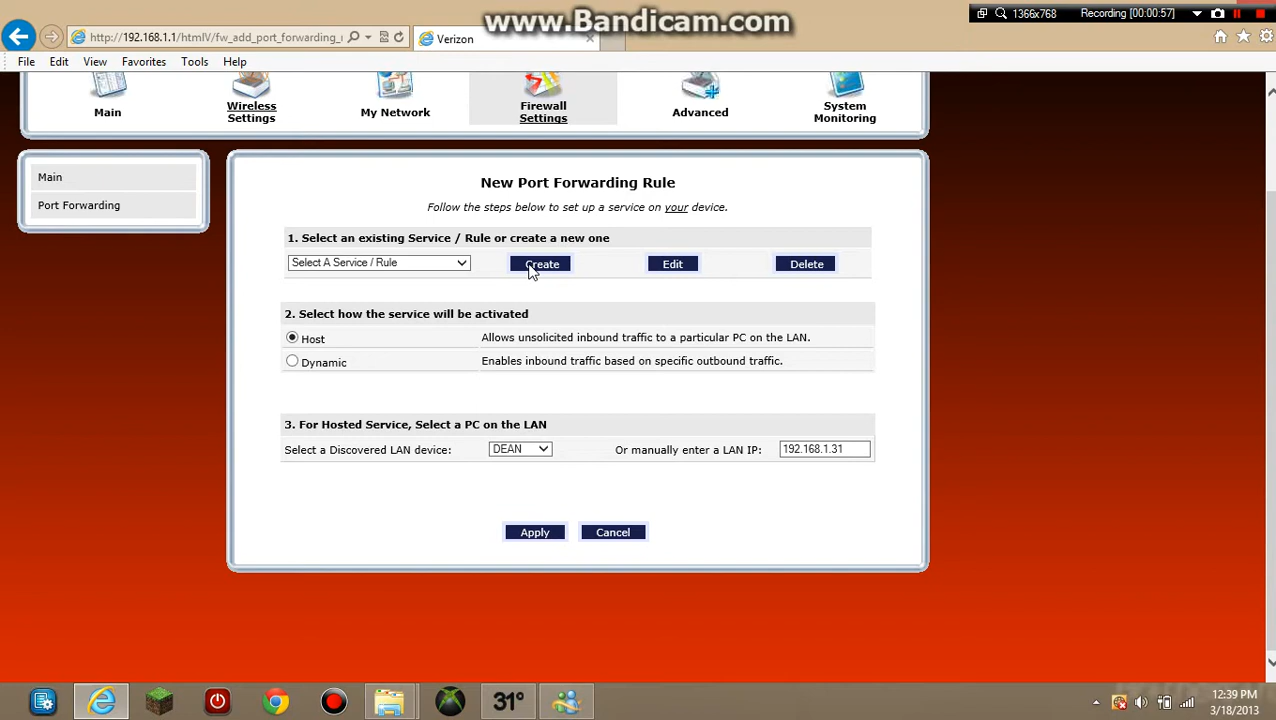 www.Bandicam.com
1366x768
Recording [00:00:57]
http://192.168.1.1/htmlV/fw_add_port_forwarding_
Verizon
File Edit View Favorites Tools Help
Main
Wireless
Settings
My Network
Firewall
Settings
Advanced
System
Monitoring
Main
Port Forwarding
New Port Forwarding Rule
Follow the steps below to set up a service on your device.
1. Select an existing Service / Rule or create a new one
Select A Service / Rule
Create
Edit
Delete
2. Select how the service will be activated
Host
Allows unsolicited inbound traffic to a particular PC on the LAN.
Dynamic
Enables inbound traffic based on specific outbound traffic.
3. For Hosted Service, Select a PC on the LAN
Select a Discovered LAN device:
DEAN
Or manually enter a LAN IP:
192.168.1.31
Apply
Cancel
31°
12:39 PM
3/18/2013